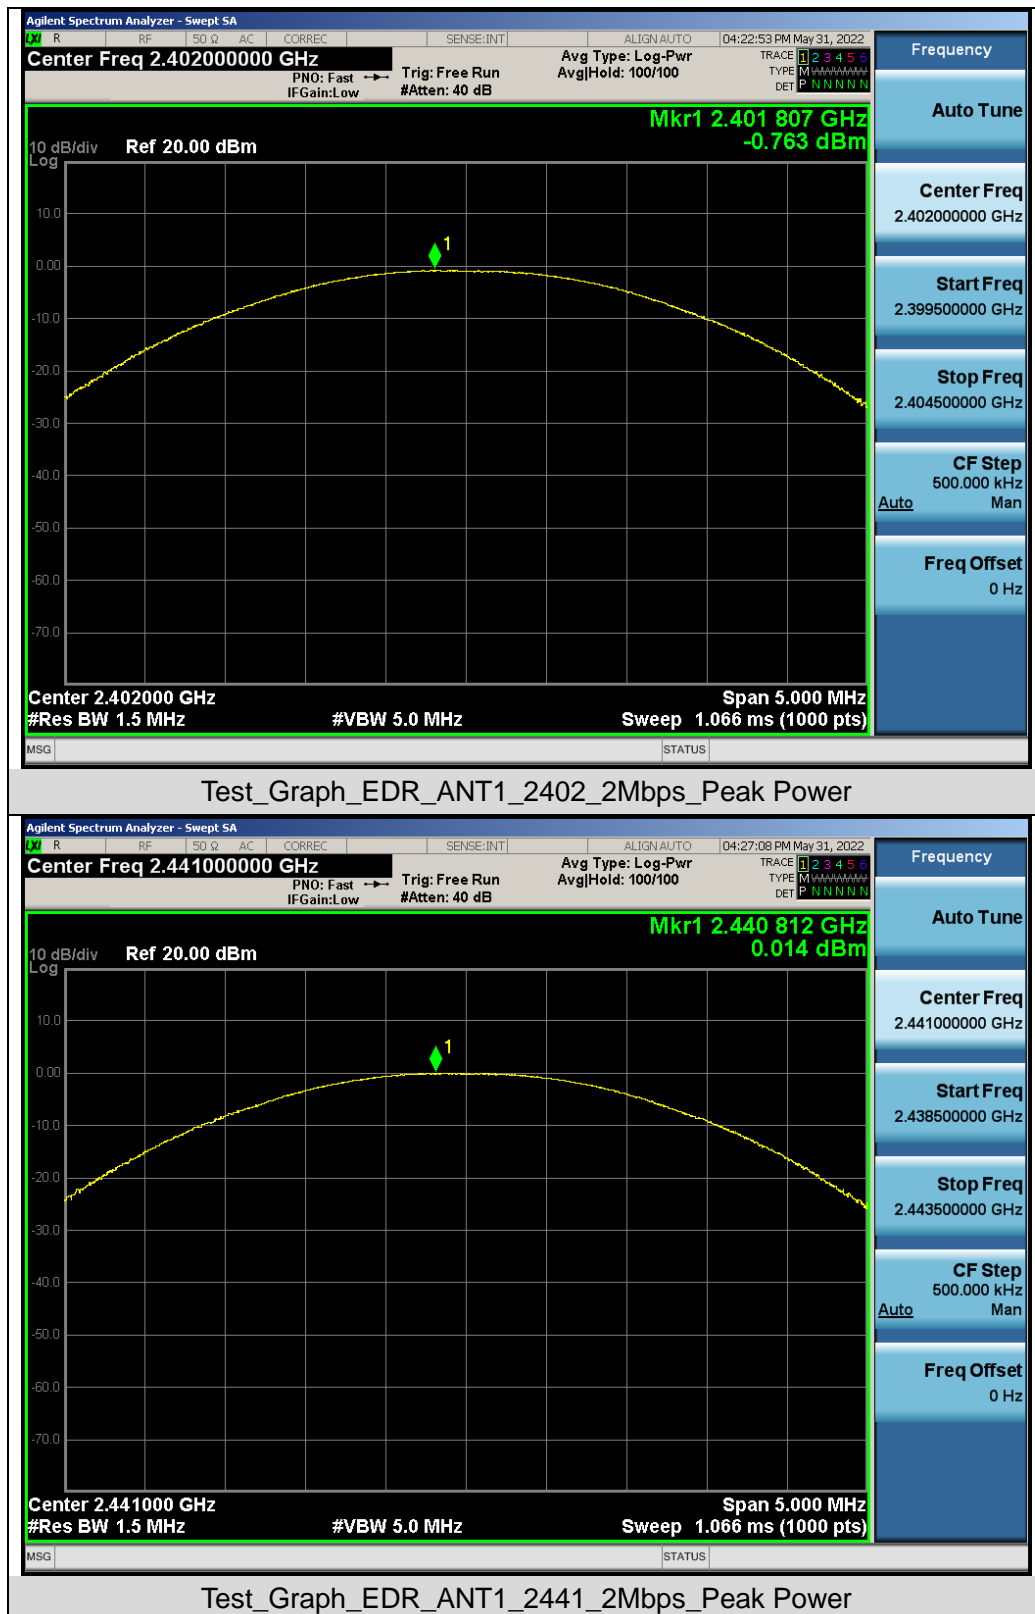 Agilent Spectrum Analyzer - Swept SA
LXI R RF 50 Ω AC CORREC SENSE:INT ALIGN AUTO 04:22:53 PM May 31, 2022
Center Freq 2.402000000 GHz
PNO: Fast
IFGain:Low
Trig: Free Run
#Atten: 40 dB
Avg Type: Log-Pwr
Avg|Hold: 100/100
TRACE 1 2 3 4 5 6
TYPE M WWWWW
DET P N N N N N
Mkr1 2.401 807 GHz
-0.763 dBm
10 dB/div Ref 20.00 dBm
Log
10.0
0.00
-10.0
-20.0
-30.0
-40.0
-50.0
-60.0
-70.0
1
Center 2.402000 GHz Span 5.000 MHz
#Res BW 1.5 MHz #VBW 5.0 MHz Sweep 1.066 ms (1000 pts)
MSG STATUS
Frequency
Auto Tune
Center Freq
2.402000000 GHz
Start Freq
2.399500000 GHz
Stop Freq
2.404500000 GHz
CF Step
500.000 kHz
Auto Man
Freq Offset
0 Hz
Test_Graph_EDR_ANT1_2402_2Mbps_Peak Power
Agilent Spectrum Analyzer - Swept SA
LXI R RF 50 Ω AC CORREC SENSE:INT ALIGN AUTO 04:27:08 PM May 31, 2022
Center Freq 2.441000000 GHz
PNO: Fast
IFGain:Low
Trig: Free Run
#Atten: 40 dB
Avg Type: Log-Pwr
Avg|Hold: 100/100
TRACE 1 2 3 4 5 6
TYPE M WWWWW
DET P N N N N N
Mkr1 2.440 812 GHz
0.014 dBm
10 dB/div Ref 20.00 dBm
Log
10.0
0.00
-10.0
-20.0
-30.0
-40.0
-50.0
-60.0
-70.0
1
Center 2.441000 GHz Span 5.000 MHz
#Res BW 1.5 MHz #VBW 5.0 MHz Sweep 1.066 ms (1000 pts)
MSG STATUS
Frequency
Auto Tune
Center Freq
2.441000000 GHz
Start Freq
2.438500000 GHz
Stop Freq
2.443500000 GHz
CF Step
500.000 kHz
Auto Man
Freq Offset
0 Hz
Test_Graph_EDR_ANT1_2441_2Mbps_Peak Power